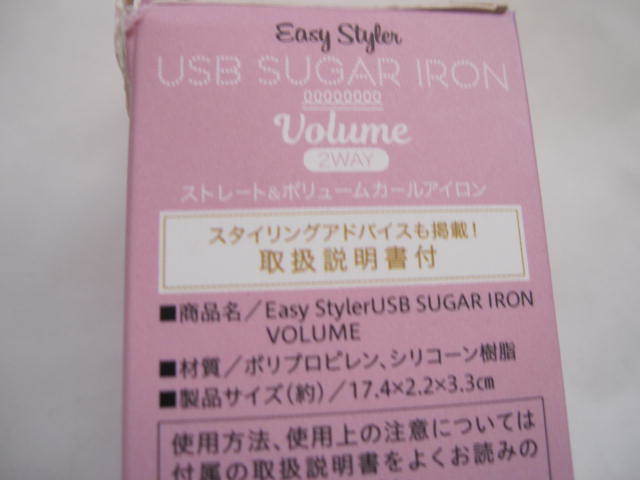 Easy Styler
USB SUGAR IRON
Volume
2WAY
ストレート&ボリュームカールアイロン
スタイリングアドバイスも掲載!
取扱説明書付
■商品名/Easy StylerUSB SUGAR IRON
VOLUME
■材質/ポリプロピレン、シリコーン樹脂
■製品サイズ(約)/17.4×2.2×3.3㎝
使用方法、使用上の注意については
付属の取扱説明書をよくお読みの